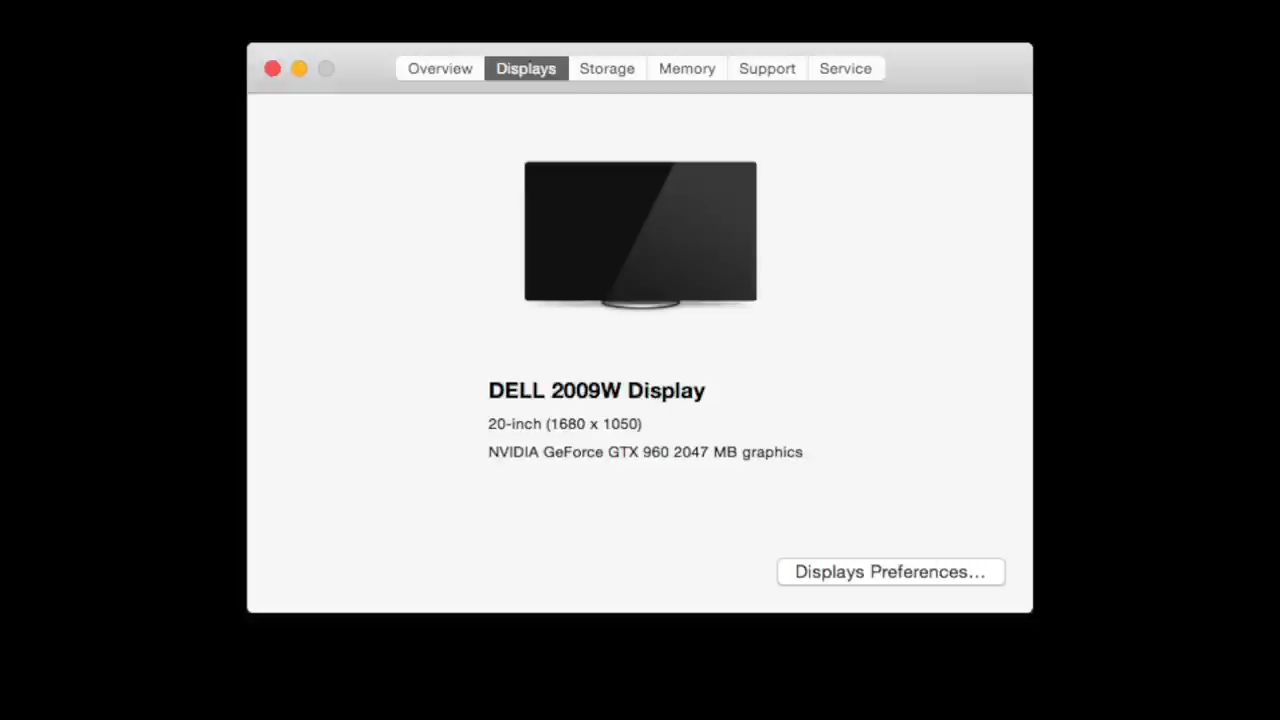 Overview Displays Storage Memory Support Service
DELL 2009W Display
20-inch (1680 x 1050)
NVIDIA GeForce GTX 960 2047 MB graphics
Displays Preferences...